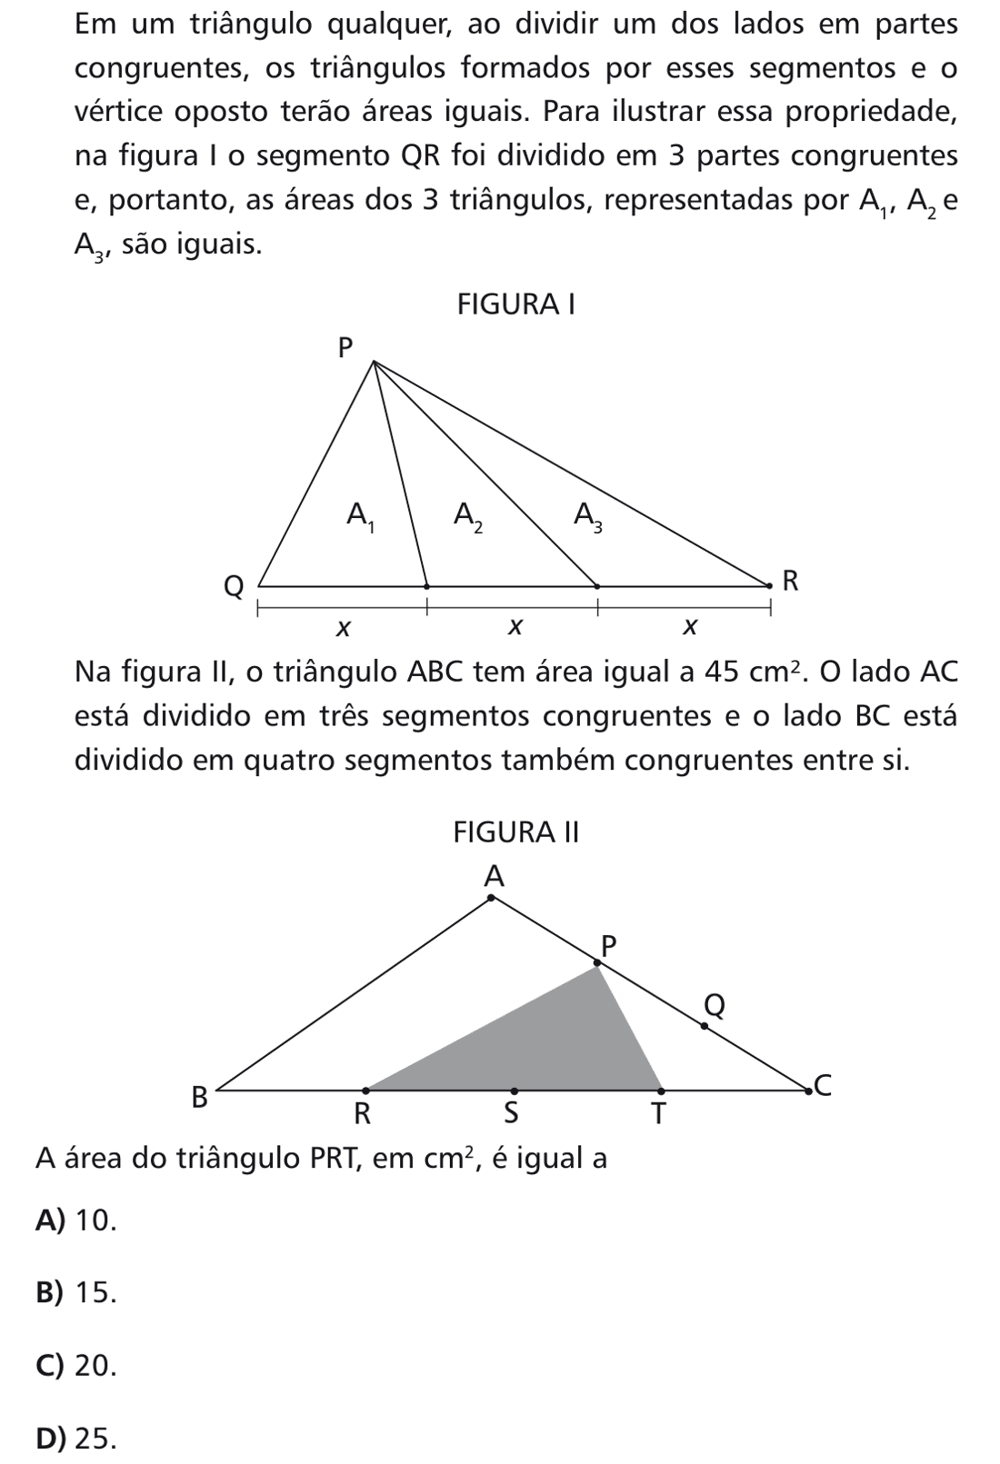 Em um triângulo qualquer, ao dividir um dos lados em partes
congruentes, os triângulos formados por esses segmentos e o
vértice oposto terão áreas iguais. Para ilustrar essa propriedade,
na figura I o segmento QR foi dividido em 3 partes congruentes
e, portanto, as áreas dos 3 triângulos, representadas por A₁, A₂ e
A₃, são iguais.
FIGURA I
P
A₁ A₂ A₃
Q R
x x x
Na figura II, o triângulo ABC tem área igual a 45 cm². O lado AC
está dividido em três segmentos congruentes e o lado BC está
dividido em quatro segmentos também congruentes entre si.
FIGURA II
A
P
Q
B C
R S T
A área do triângulo PRT, em cm², é igual a
A) 10.
B) 15.
C) 20.
D) 25.